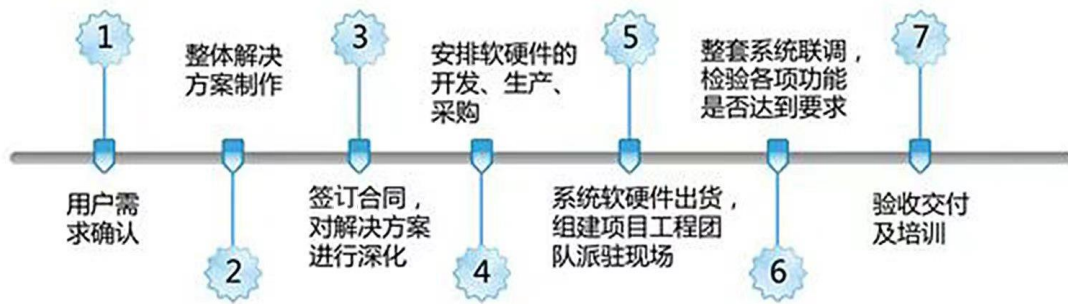 1
用户需
求确认
整体解决
方案制作
2
3
签订合同，
对解决方案
进行深化
安排软硬件的
开发、生产、
采购
4
5
系统软硬件出货，
组建项目工程团
队派驻现场
整套系统联调，
检验各项功能
是否达到要求
6
7
验收交付
及培训